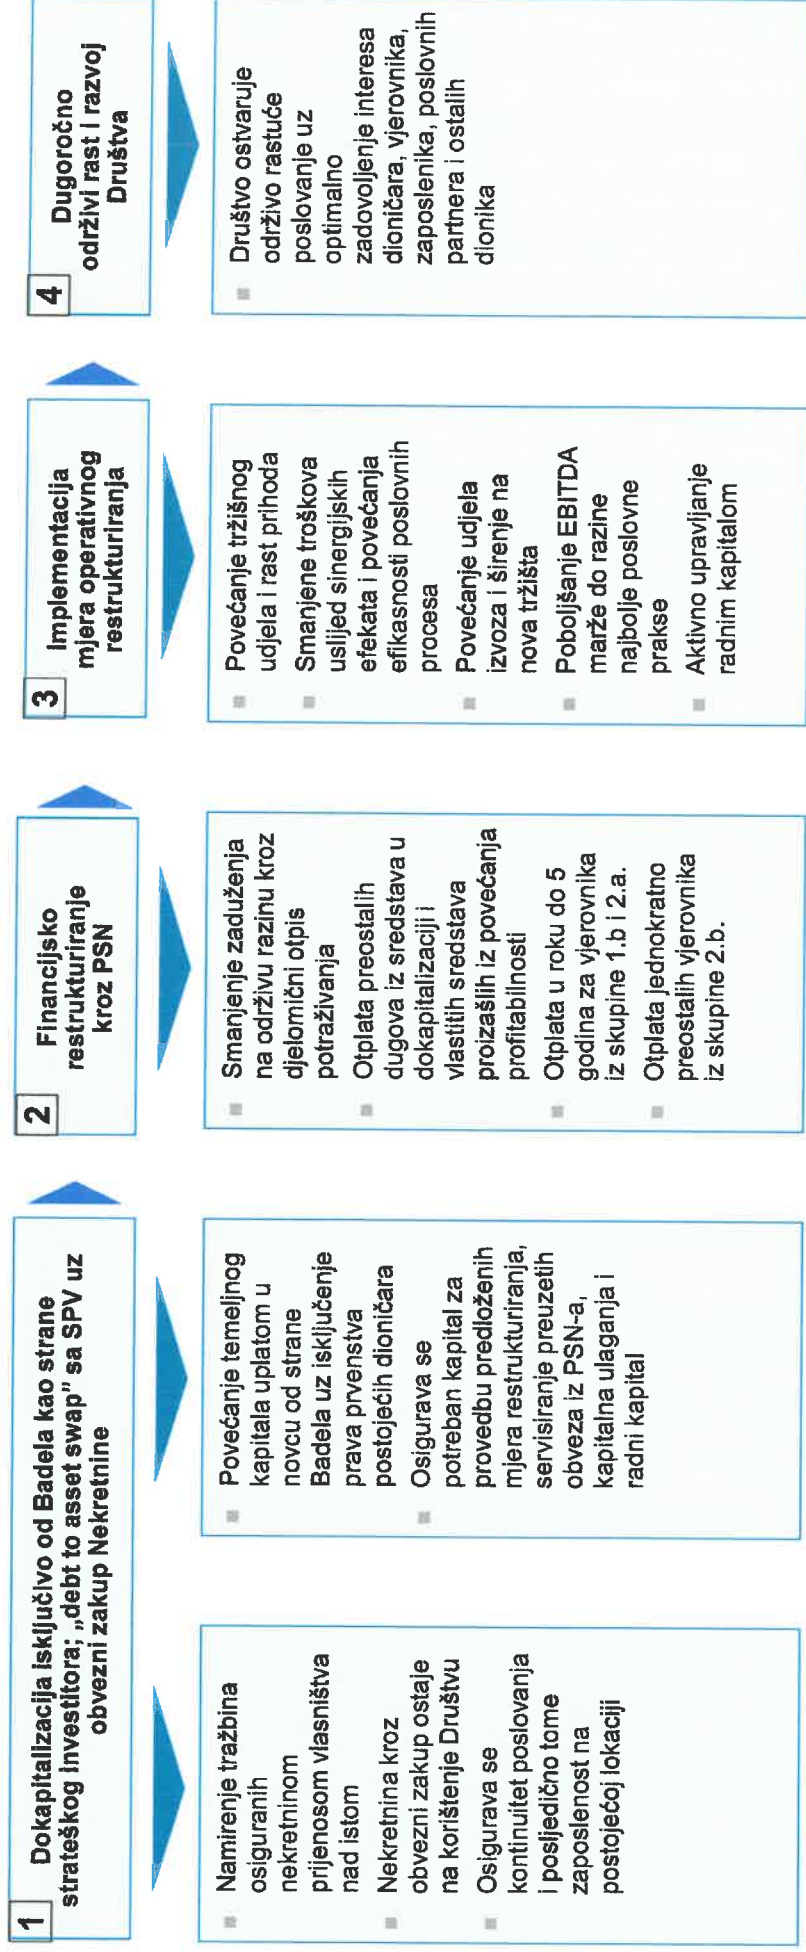 1
Dokapitalizacija isključivo od Badela kao strane
strateškog investitora; „debt to asset swap" sa SPV uz
obvezni zakup Nekretnine
Namirenje tražbina
osiguranih
nekretninom
prijenosom vlasništva
nad istom
Nekretnina kroz
obvezni zakup ostaje
na korištenje Društvu
Osigurava se
kontinuitet poslovanja
i posljedično tome
zaposlenost na
postojećoj lokaciji
Povećanje temeljnog
kapitala uplatom u
novcu od strane
Badela uz isključenje
prava prvenstva
postojećih dioničara
Osigurava se
potreban kapital za
provedbu predloženih
mjera restrukturiranja,
servisiranje preuzetih
obveza iz PSN-a,
kapitalna ulaganja i
radni kapital
2
Financijsko
restrukturiranje
kroz PSN
Smanjenje zaduženja
na održivu razinu kroz
djelomični otpis
potraživanja
Otplata preostalih
dugova iz sredstava u
dokapitalizaciji i
vlastitih sredstava
proizašlih iz povećanja
profitabilnosti
Otplata u roku do 5
godina za vjerovnika
iz skupine 1.b i 2.a.
Otplata jednokratno
preostalih vjerovnika
iz skupine 2.b.
3
Implementacija
mjera operativnog
restrukturiranja
Povećanje tržišnog
udjela i rast prihoda
Smanjene troškova
uslijed sinergijskih
efekata i povećanja
efikasnosti poslovnih
procesa
Povećanje udjela
izvoza i širenje na
nova tržišta
Poboljšanje EBITDA
marže do razine
najbolje poslovne
prakse
Aktivno upravljanje
radnim kapitalom
4
Dugoročno
održivi rast i razvoj
Društva
Društvo ostvaruje
održivo rastuće
poslovanje uz
optimalno
zadovoljenje interesa
dioničara, vjerovnika,
zaposlenika, poslovnih
partnera i ostalih
dionika